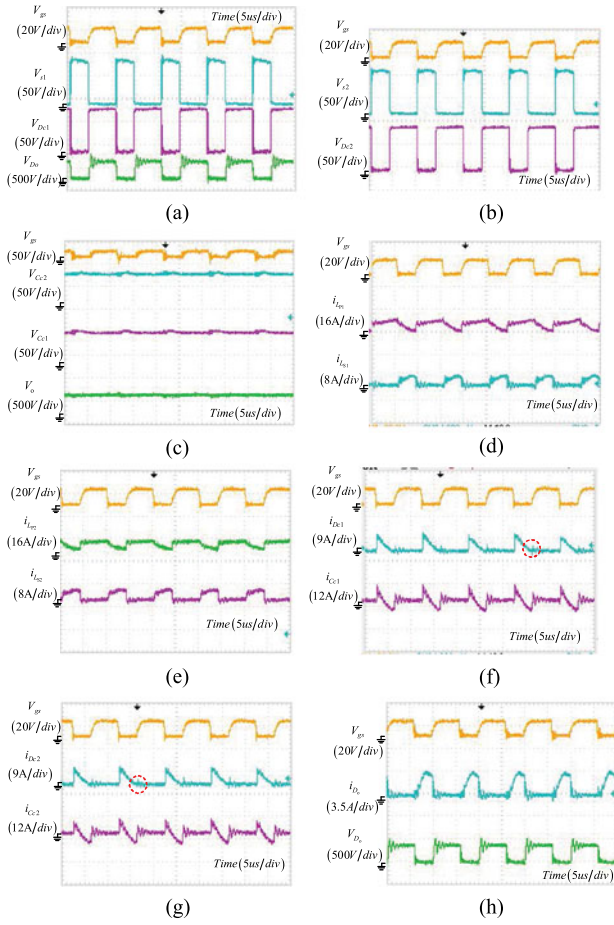 V_gs
(20V/div)
Time(5us/div)
V_s1
(50V/div)
V_Dc1
(50V/div)
V_Do
(500V/div)
(a)
V_gs
(20V/div)
V_s2
(50V/div)
V_Dc2
(50V/div)
Time(5us/div)
(b)
V_gs
(50V/div)
V_Cc2
(50V/div)
V_Cc1
(50V/div)
V_o
(500V/div)
Time(5us/div)
(c)
V_gs
(20V/div)
i_LP1
(16A/div)
i_LS1
(8A/div)
Time(5us/div)
(d)
V_gs
(20V/div)
i_LP2
(16A/div)
i_LS2
(8A/div)
Time(5us/div)
(e)
V_gs
(20V/div)
i_Dc1
(9A/div)
i_Cc1
(12A/div)
Time(5us/div)
(f)
V_gs
(20V/div)
i_Dc2
(9A/div)
i_Cc2
(12A/div)
Time(5us/div)
(g)
V_gs
(20V/div)
i_Do
(3.5A/div)
V_Do
(500V/div)
Time(5us/div)
(h)